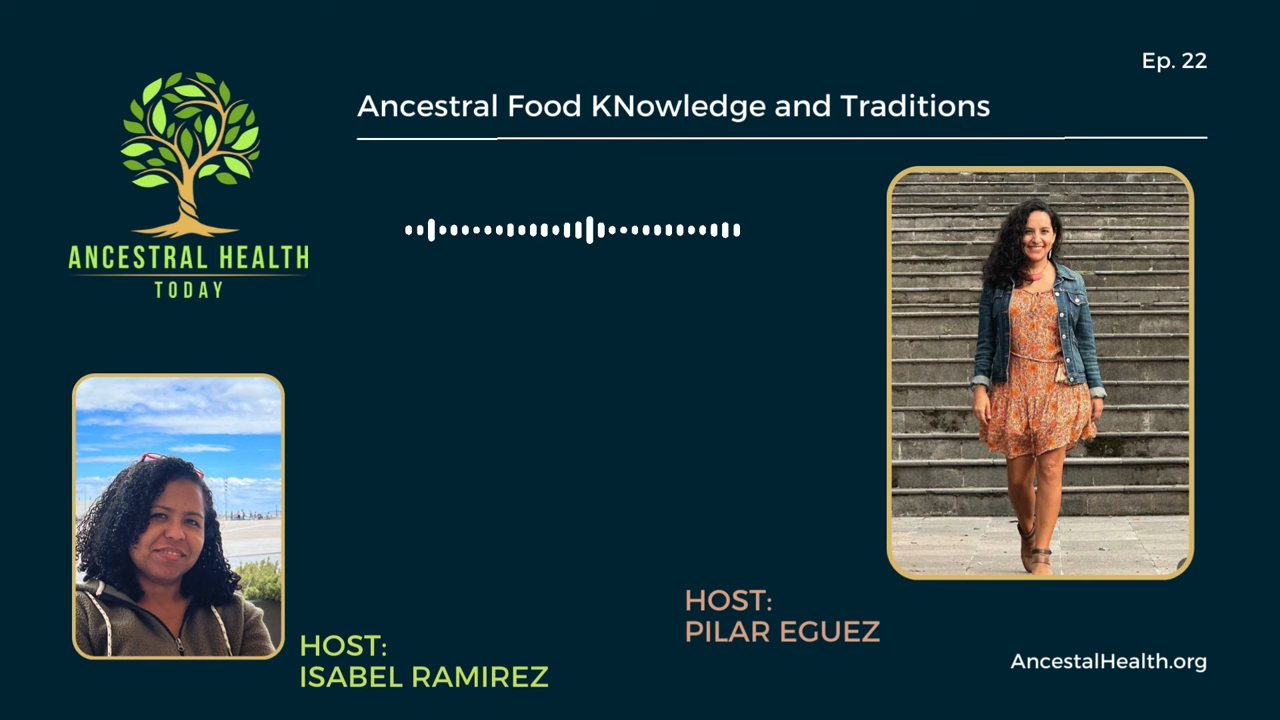 Ep. 22
Ancestral Food KNowledge and Traditions
ANCESTRAL HEALTH
TODAY
HOST:
PILAR EGUEZ
HOST:
ISABEL RAMIREZ
AncestalHealth.org